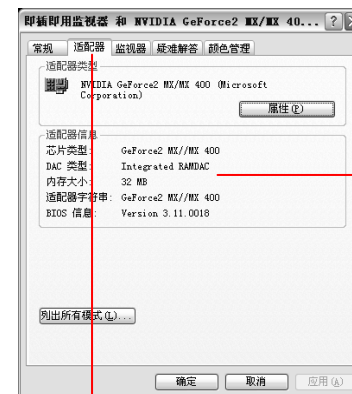 即插即用监视器 和 NVIDIA GeForce2 MX/MX 40...
常规 适配器 监视器 疑难解答 颜色管理
适配器类型
NVIDIA GeForce2 MX/MX 400 (Microsoft
Corporation)
属性(P)
适配器信息
芯片类型: GeForce2 MX//MX 400
DAC 类型: Integrated RAMDAC
内存大小: 32 MB
适配器字符串: GeForce2 MX//MX 400
BIOS 信息: Version 3.11.0018
列出所有模式(L)...
确定 取消 应用(A)